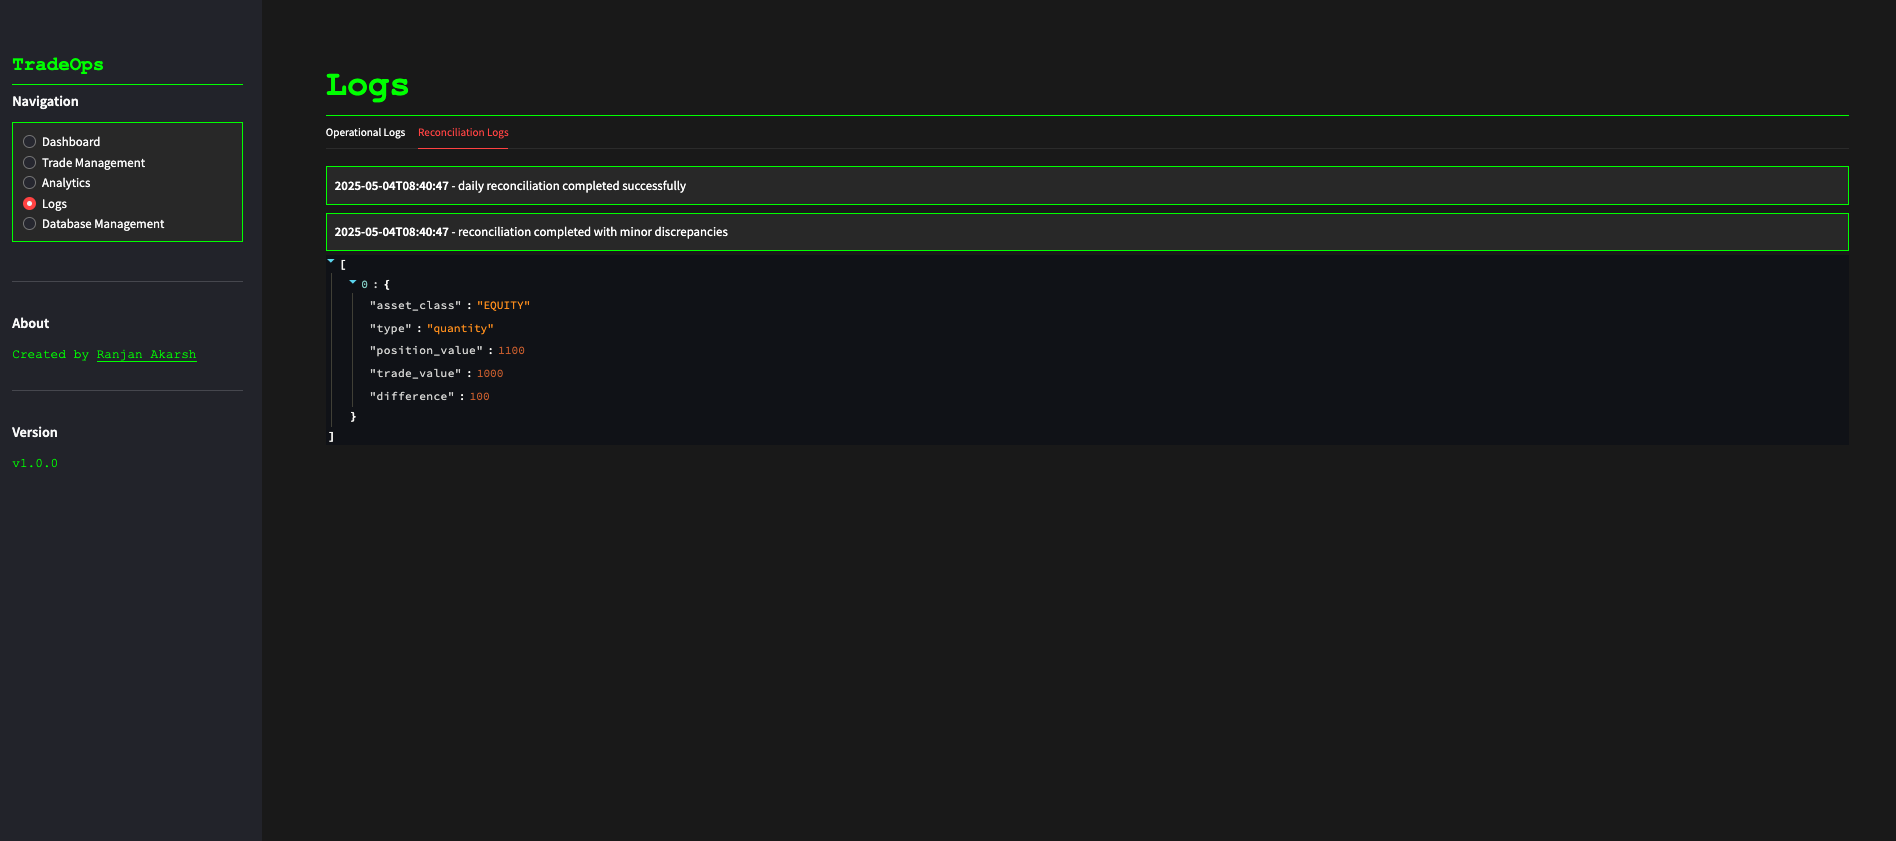 TradeOps
Navigation
Dashboard
Trade Management
Analytics
Logs
Database Management
About
Created by Ranjan Akarsh
Version
v1.0.0
Logs
Operational Logs Reconciliation Logs
2025-05-04T08:40:47 - daily reconciliation completed successfully
2025-05-04T08:40:47 - reconciliation completed with minor discrepancies
[
0 : {
"asset_class" : "EQUITY"
"type" : "quantity"
"position_value" : 1100
"trade_value" : 1000
"difference" : 100
}
]